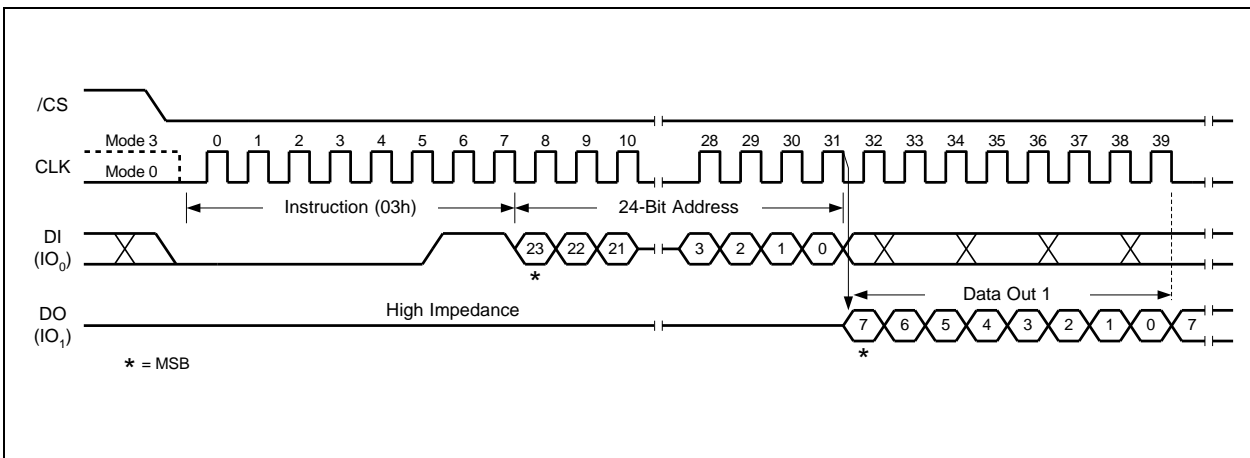 /CS
Mode 3 0 1 2 3 4 5 6 7 8 9 10 28 29 30 31 32 33 34 35 36 37 38 39
CLK
Mode 0
Instruction (03h) 24-Bit Address
DI
(IO0)
23 22 21 3 2 1 0
*
High Impedance Data Out 1
DO
(IO1)
7 6 5 4 3 2 1 0 7
*
* = MSB